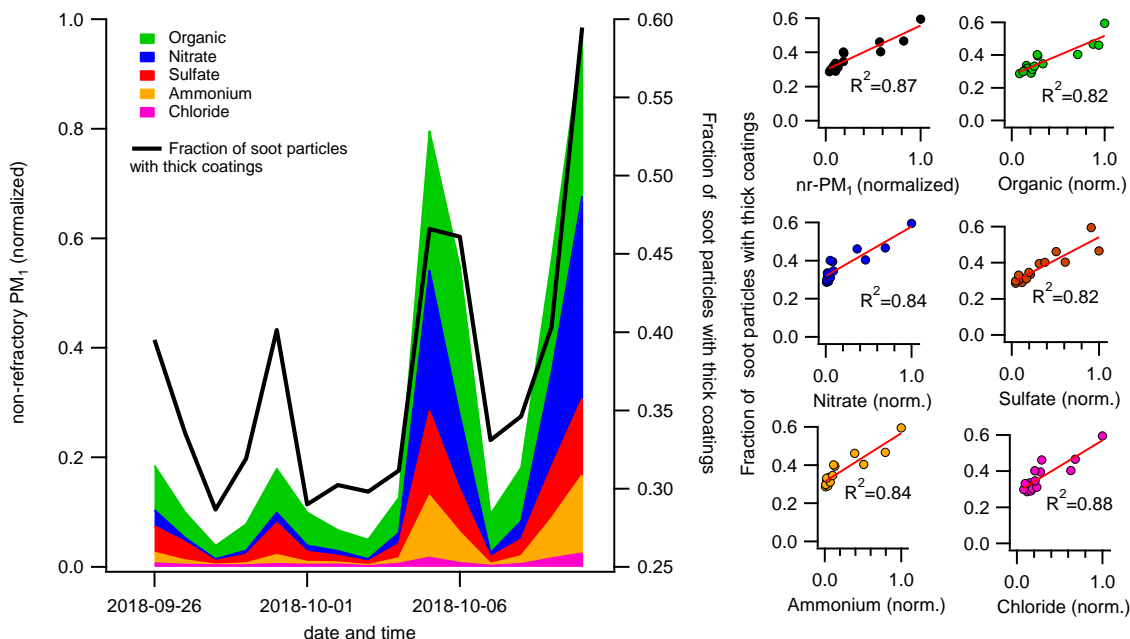 1.0
0.8
0.6
0.4
0.2
0.0
non-refractory PM1 (normalized)
Organic
Nitrate
Sulfate
Ammonium
Chloride
Fraction of soot particles
with thick coatings
2018-09-26
2018-10-01
2018-10-06
date and time
0.60
0.55
0.50
0.45
0.40
0.35
0.30
0.25
Fraction of soot particles with thick coatings
Fraction of soot particles with thick coatings
0.6
0.4
0.2
0.0
R2=0.87
0.0 1.0
nr-PM1 (normalized)
0.6
0.4
0.2
0.0
R2=0.82
0.0 1.0
Organic (norm.)
0.6
0.4
0.2
0.0
R2=0.84
0.0 1.0
Nitrate (norm.)
0.6
0.4
0.2
0.0
R2=0.82
0.0 1.0
Sulfate (norm.)
0.6
0.4
0.2
0.0
R2=0.84
0.0 1.0
Ammonium (norm.)
0.6
0.4
0.2
0.0
R2=0.88
0.0 1.0
Chloride (norm.)